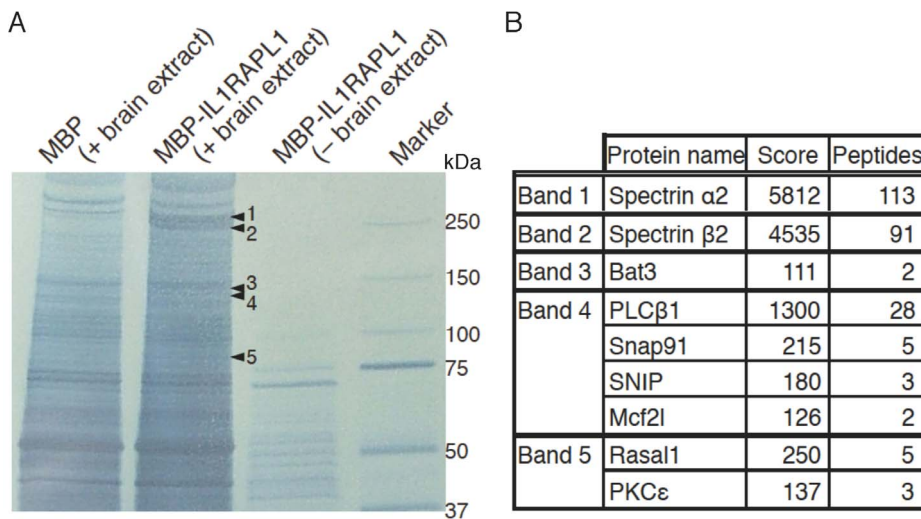 A
MBP
(+ brain extract)
MBP-IL1RAPL1
(+ brain extract)
MBP-IL1RAPL1
(− brain extract)
Marker
kDa
1
2
3
4
5
250
150
100
75
50
37
B
Protein name Score Peptides
Band 1 Spectrin α2 5812 113
Band 2 Spectrin β2 4535 91
Band 3 Bat3 111 2
Band 4 PLCβ1 1300 28
Snap91 215 5
SNIP 180 3
Mcf2l 126 2
Band 5 Rasal1 250 5
PKCε 137 3